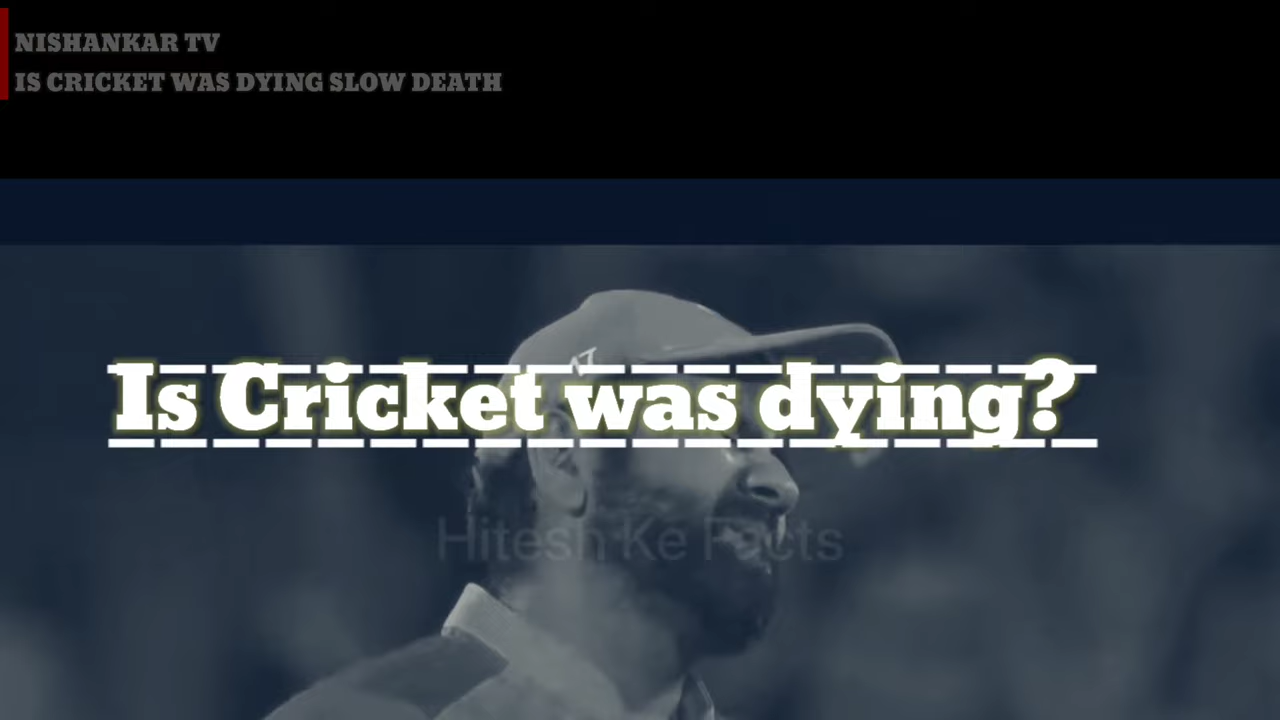 NISHANKAR TV
IS CRICKET WAS DYING SLOW DEATH
Is Cricket was dying?
Hitesh Ke Facts